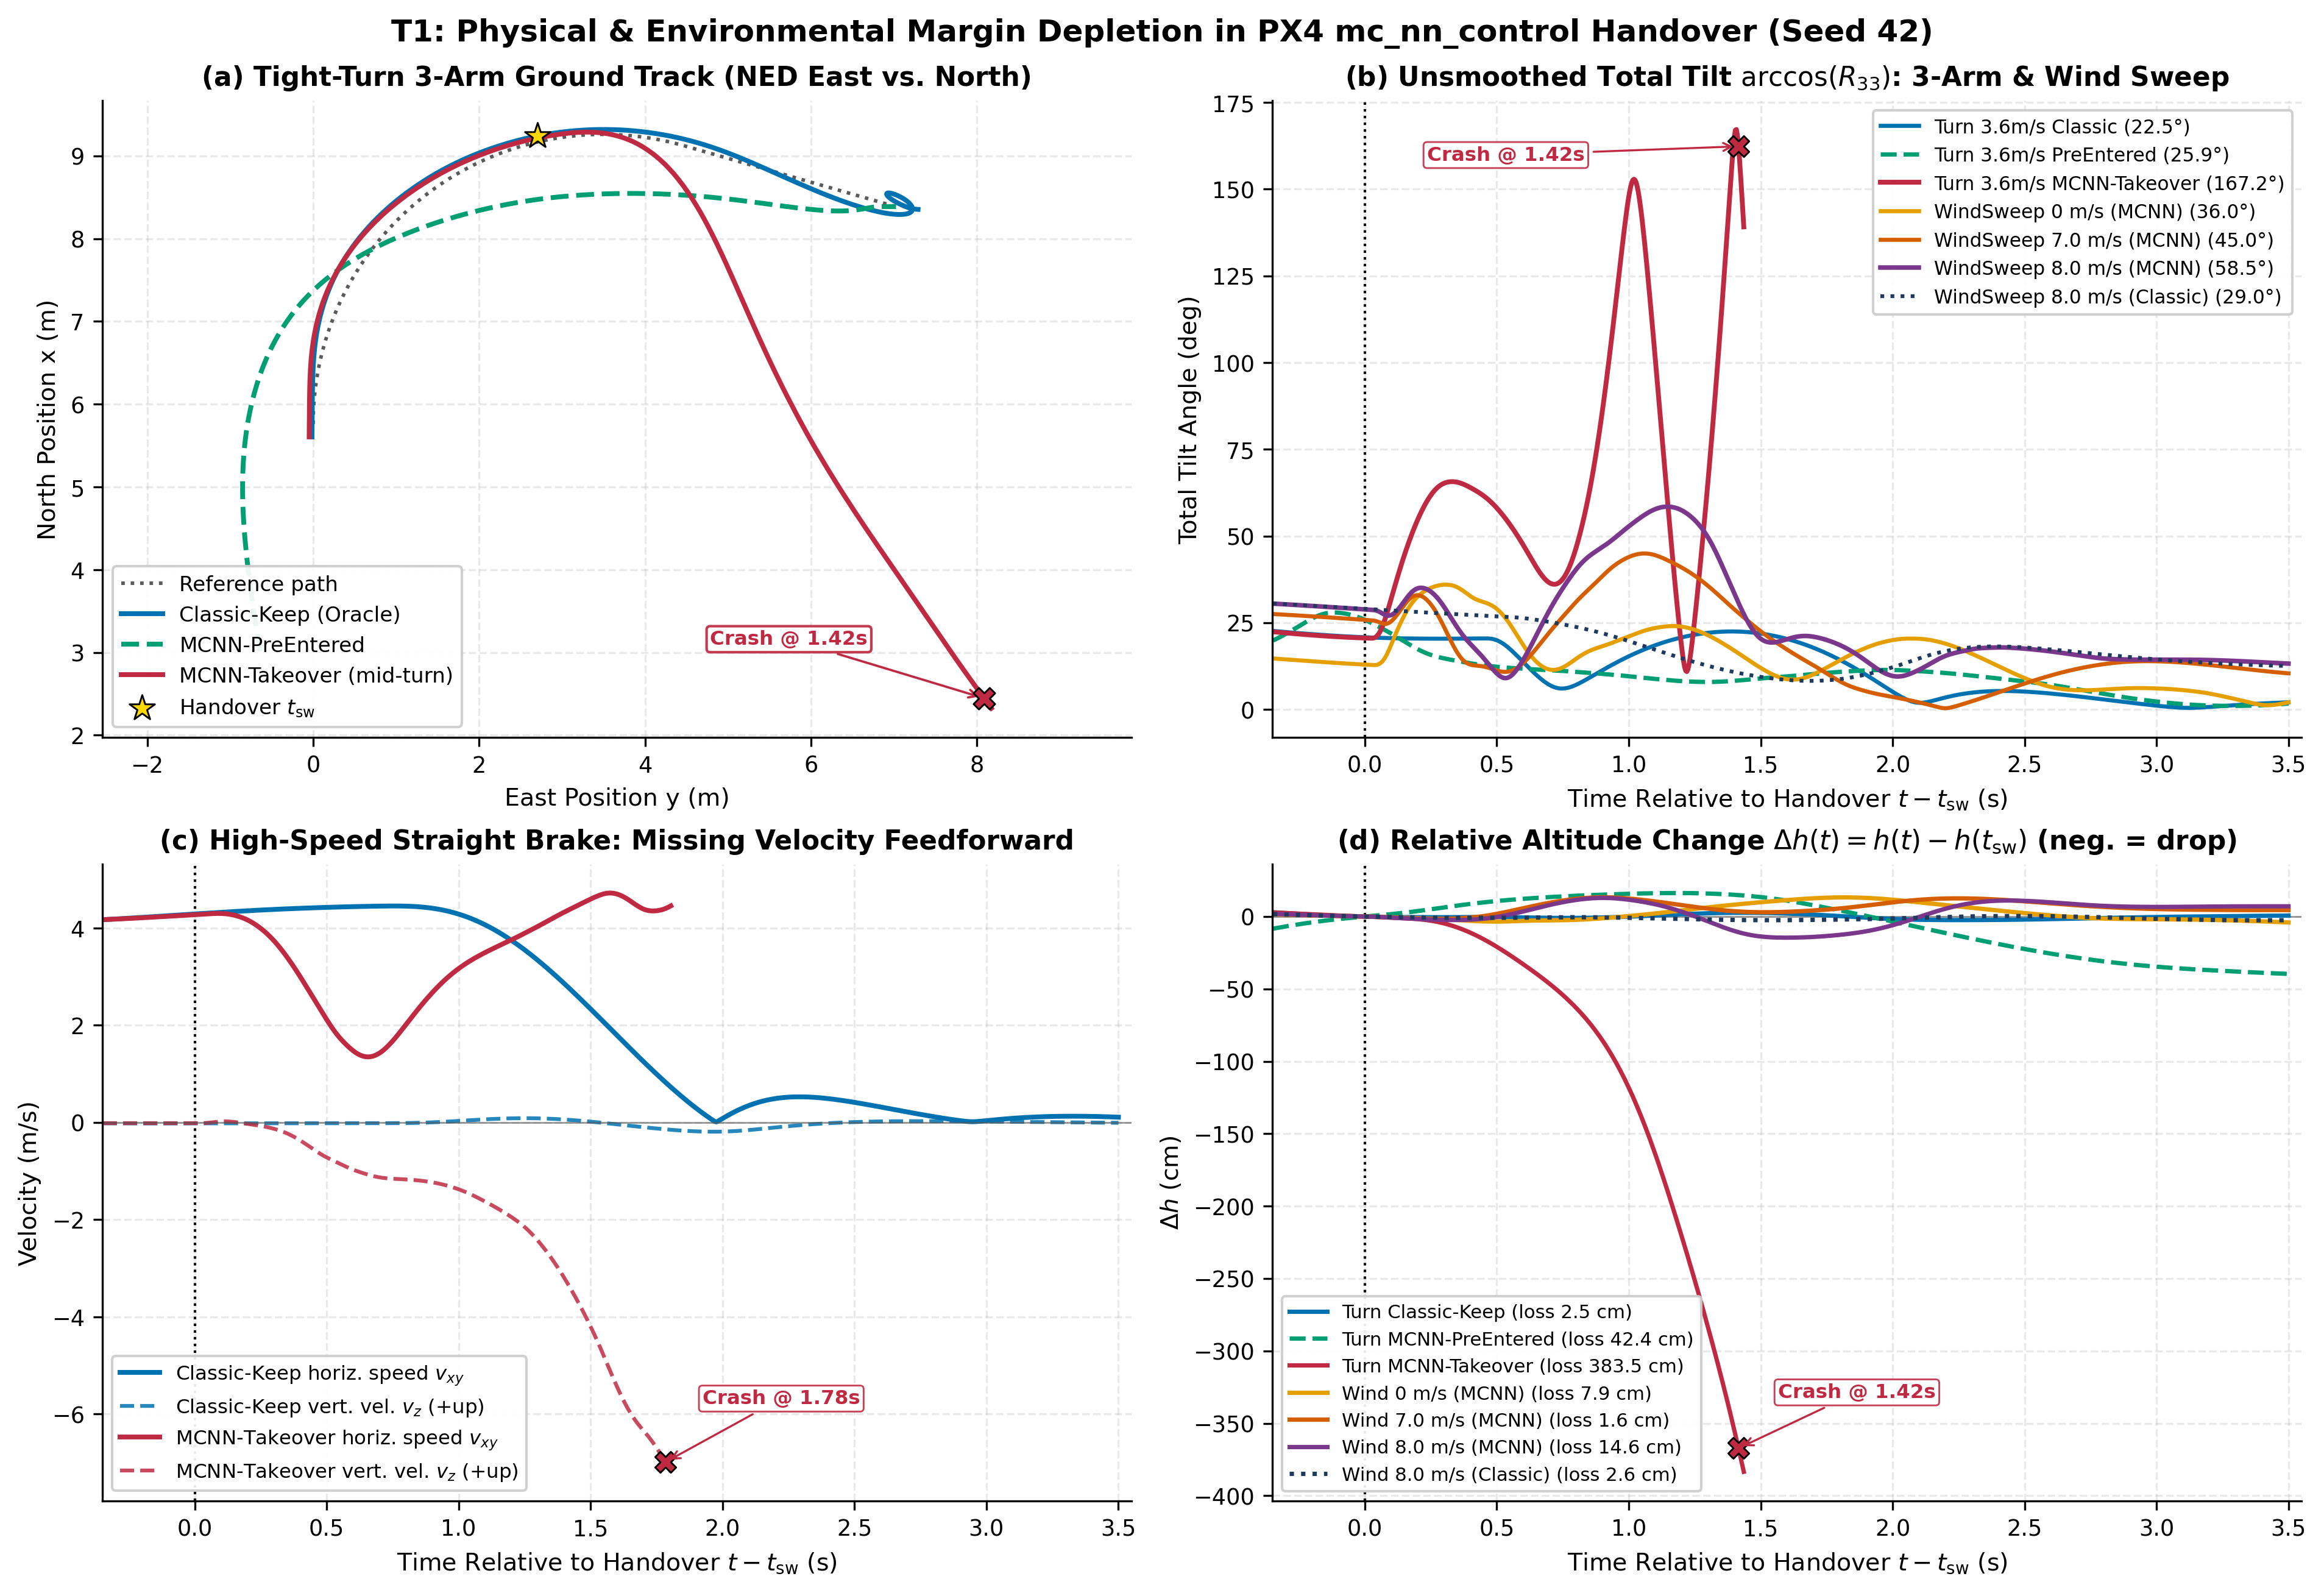 T1: Physical & Environmental Margin Depletion in PX4 mc_nn_control Handover (Seed 42)
(a) Tight-Turn 3-Arm Ground Track (NED East vs. North)
North Position x (m)
9
8
7
6
5
4
3
2
−2
0
2
4
6
8
East Position y (m)
Crash @ 1.42s
Reference path
Classic-Keep (Oracle)
MCNN-PreEntered
MCNN-Takeover (mid-turn)
Handover t_sw
(b) Unsmoothed Total Tilt arccos(R₃₃): 3-Arm & Wind Sweep
Total Tilt Angle (deg)
175
150
125
100
75
50
25
0
0.0
0.5
1.0
1.5
2.0
2.5
3.0
3.5
Time Relative to Handover t − t_sw (s)
Crash @ 1.42s
Turn 3.6m/s Classic (22.5°)
Turn 3.6m/s PreEntered (25.9°)
Turn 3.6m/s MCNN-Takeover (167.2°)
WindSweep 0 m/s (MCNN) (36.0°)
WindSweep 7.0 m/s (MCNN) (45.0°)
WindSweep 8.0 m/s (MCNN) (58.5°)
WindSweep 8.0 m/s (Classic) (29.0°)
(c) High-Speed Straight Brake: Missing Velocity Feedforward
Velocity (m/s)
4
2
0
−2
−4
−6
0.0
0.5
1.0
1.5
2.0
2.5
3.0
3.5
Time Relative to Handover t − t_sw (s)
Crash @ 1.78s
Classic-Keep horiz. speed v_xy
Classic-Keep vert. vel. v_z (+up)
MCNN-Takeover horiz. speed v_xy
MCNN-Takeover vert. vel. v_z (+up)
(d) Relative Altitude Change Δh(t) = h(t) − h(t_sw) (neg. = drop)
Δh (cm)
0
−50
−100
−150
−200
−250
−300
−350
−400
0.0
0.5
1.0
1.5
2.0
2.5
3.0
3.5
Time Relative to Handover t − t_sw (s)
Crash @ 1.42s
Turn Classic-Keep (loss 2.5 cm)
Turn MCNN-PreEntered (loss 42.4 cm)
Turn MCNN-Takeover (loss 383.5 cm)
Wind 0 m/s (MCNN) (loss 7.9 cm)
Wind 7.0 m/s (MCNN) (loss 1.6 cm)
Wind 8.0 m/s (MCNN) (loss 14.6 cm)
Wind 8.0 m/s (Classic) (loss 2.6 cm)